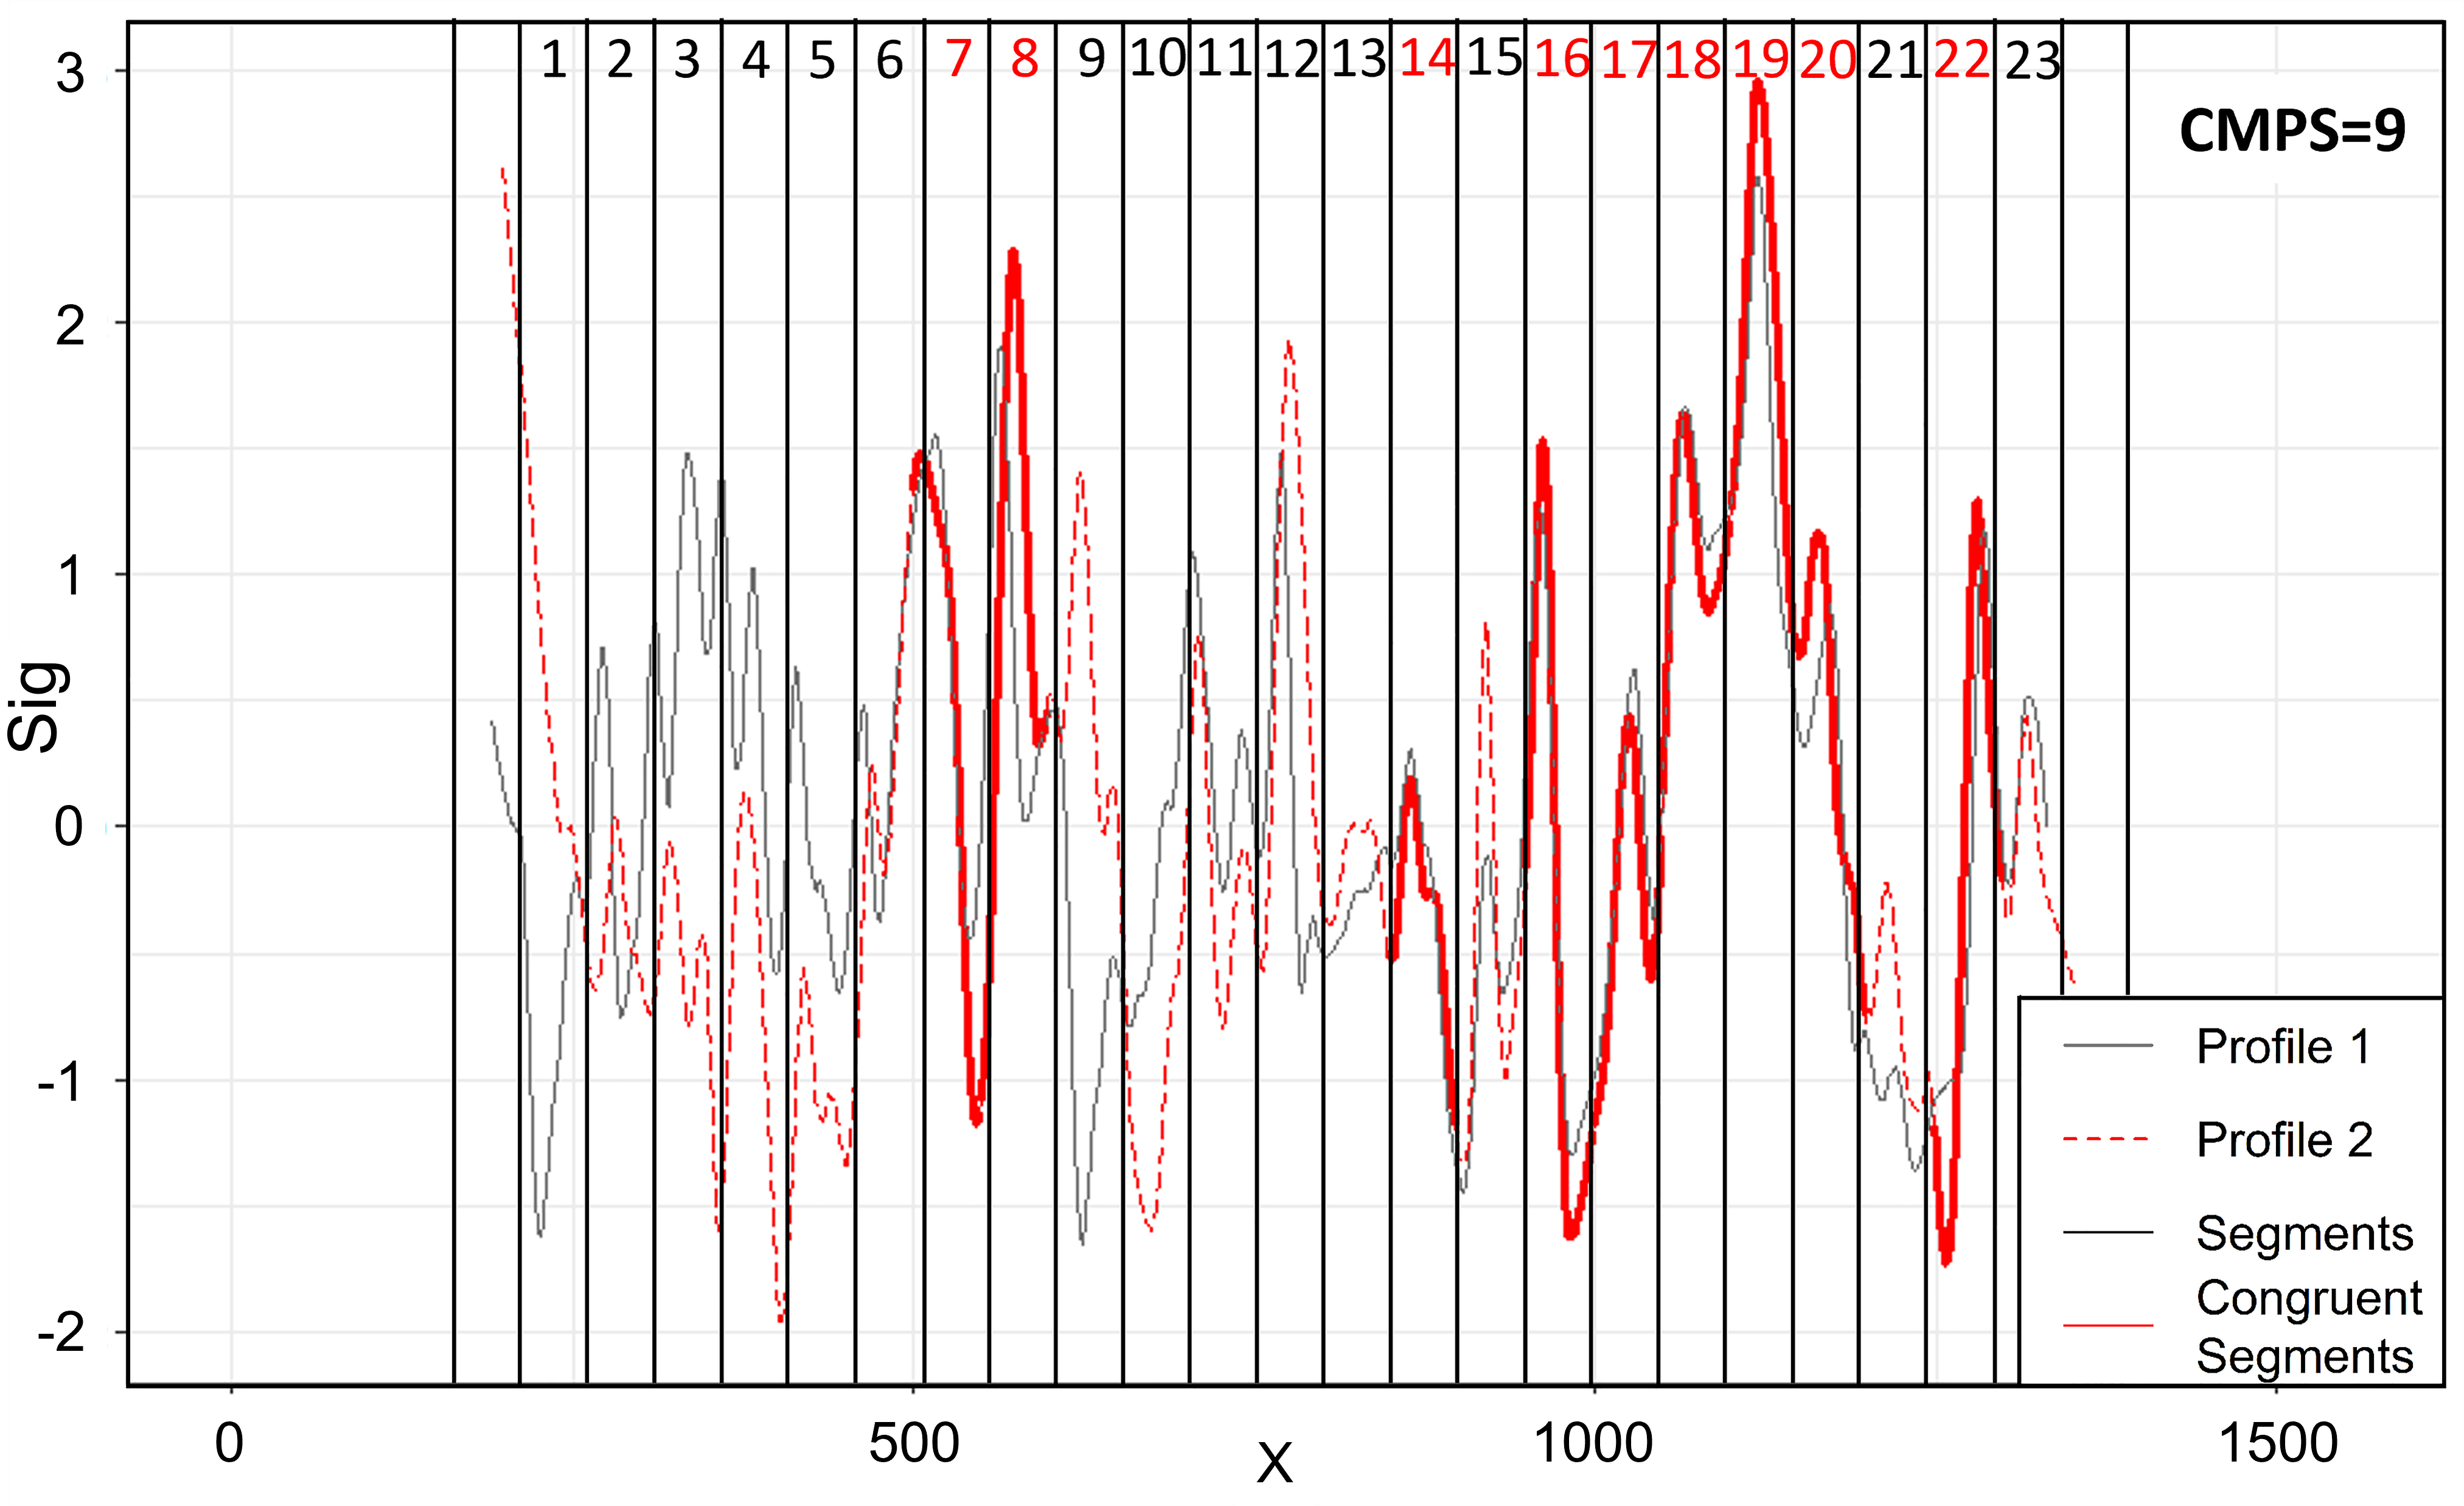 1 2 3 4 5 6 7 8 9 10 11 12 13 14 15 16 17 18 19 20 21 22 23
CMPS=9
3
2
1
0
-1
-2
Sig
Profile 1
Profile 2
Segments
Congruent
Segments
0 500 1000 1500
X